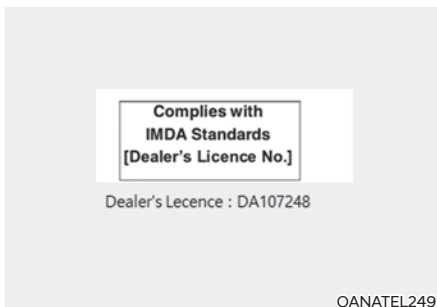 Complies with
IMDA Standards
[Dealer's Licence No.]
Dealer's Lecence : DA107248
OANATEL249